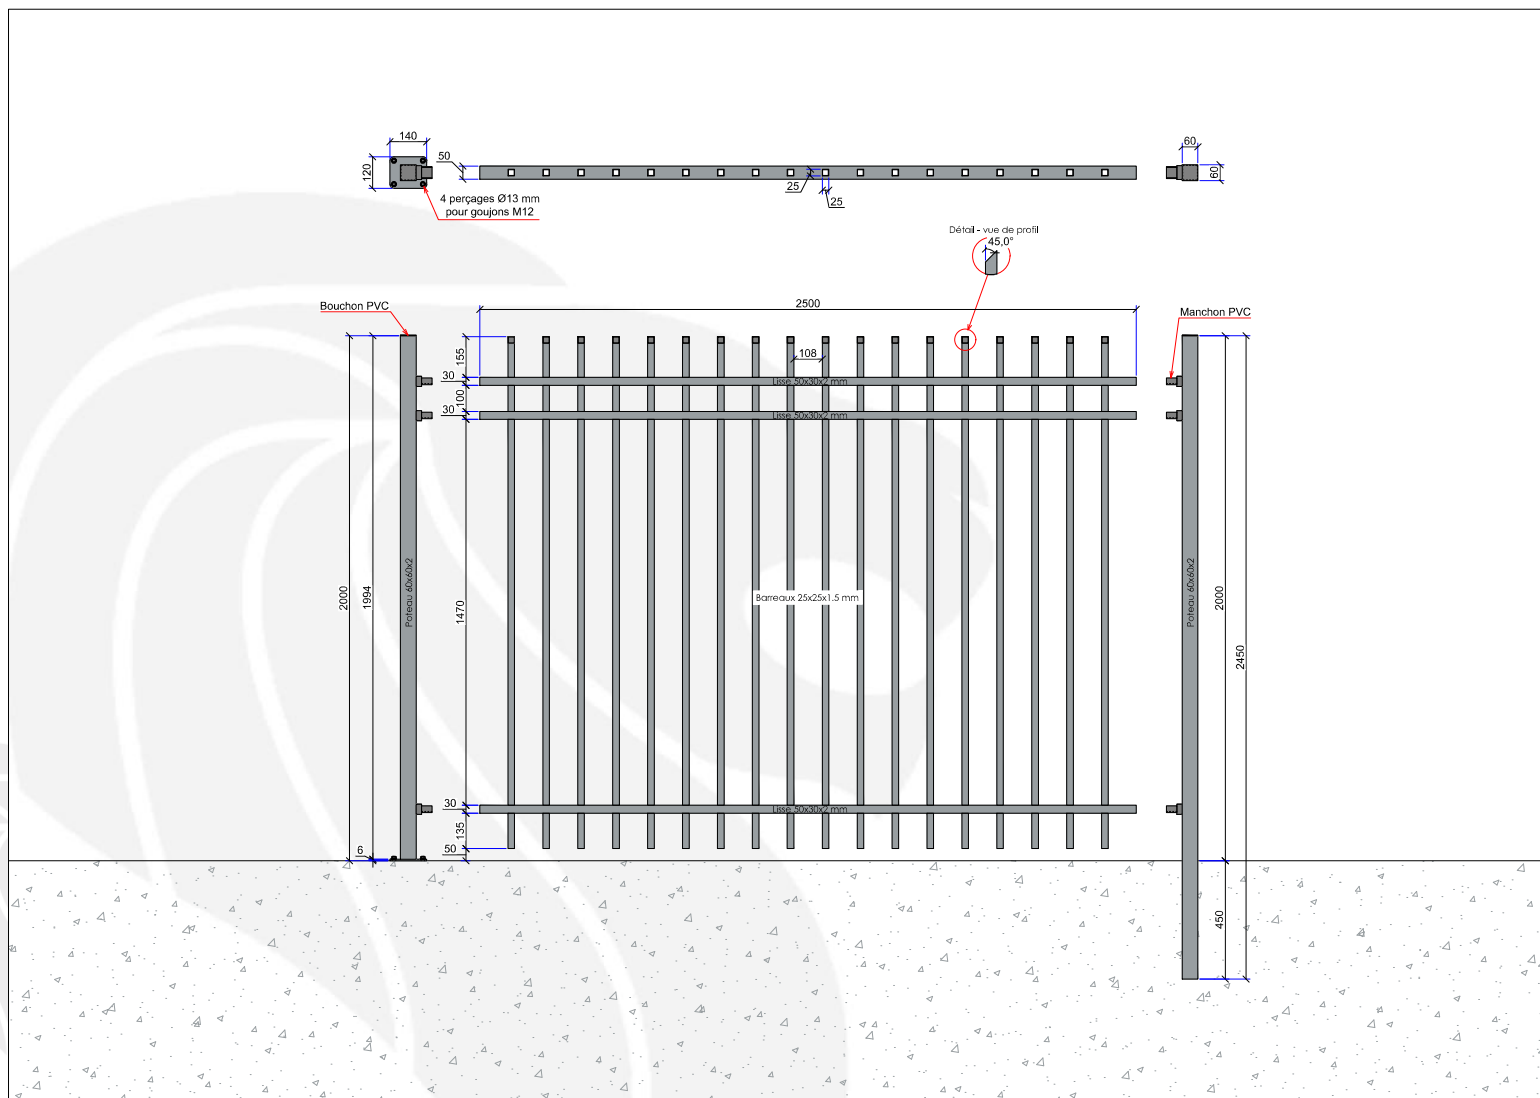 140
50
120
25
25
60
60
4 perçages Ø13 mm
pour goujons M12
Détail - vue de profil
45,0°
Bouchon PVC
2500
Manchon PVC
155
108
30
Lisse 50x30x2 mm
100
30
Lisse 50x30x2 mm
2000
1994
Poteau 60x60x2
1470
Barreaux 25x25x1.5 mm
Poteau 60x60x2
2000
2450
30
Lisse 50x30x2 mm
135
50
6
450